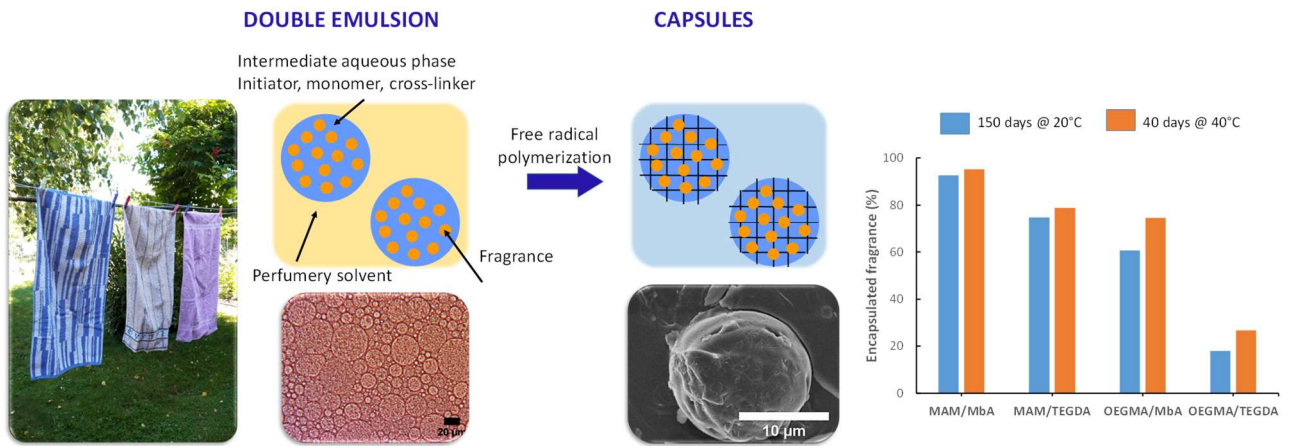 DOUBLE EMULSION
CAPSULES
Intermediate aqueous phase
Initiator, monomer, cross-linker
Free radical
polymerization
Perfumery solvent
Fragrance
20 µm
10 µm
150 days @ 20°C
40 days @ 40°C
Encapsulated fragrance (%)
100
80
60
40
20
0
MAM/MbA
MAM/TEGDA
OEGMA/MbA
OEGMA/TEGDA